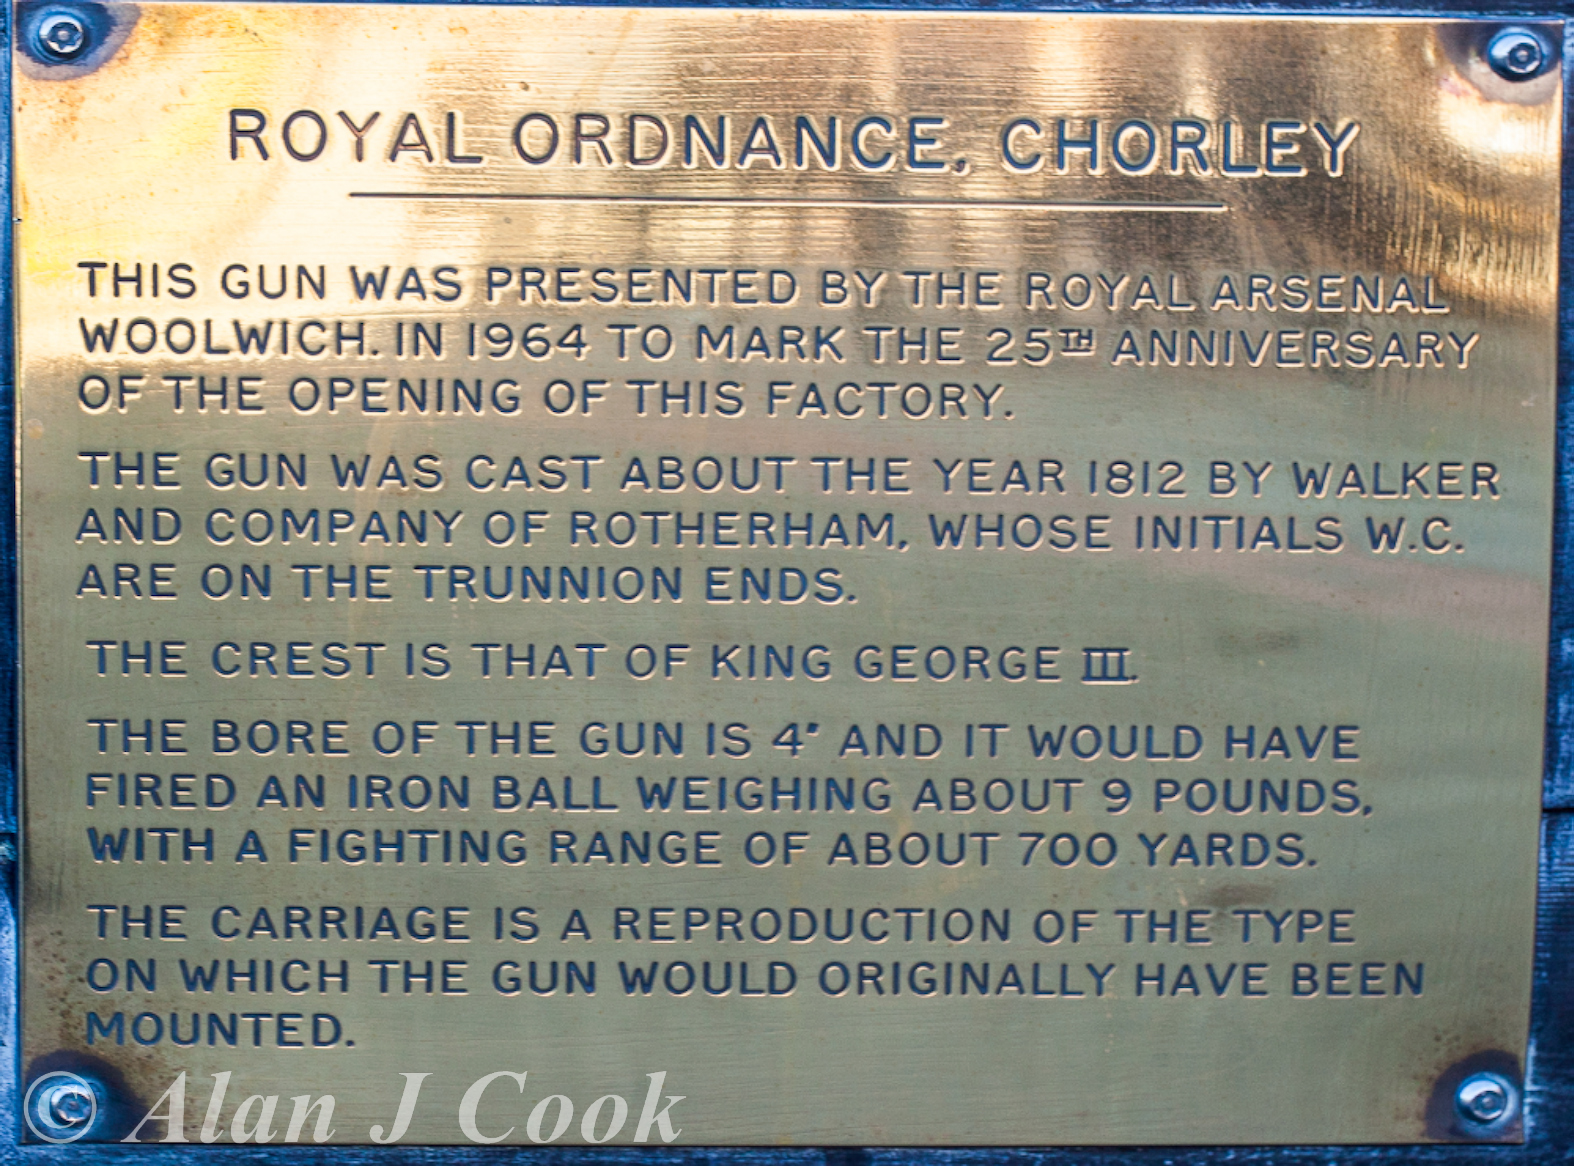 ROYAL ORDNANCE, CHORLEY
THIS GUN WAS PRESENTED BY THE ROYAL ARSENAL
WOOLWICH. IN 1964 TO MARK THE 25TH ANNIVERSARY
OF THE OPENING OF THIS FACTORY.
THE GUN WAS CAST ABOUT THE YEAR 1812 BY WALKER
AND COMPANY OF ROTHERHAM, WHOSE INITIALS W.C.
ARE ON THE TRUNNION ENDS.
THE CREST IS THAT OF KING GEORGE III.
THE BORE OF THE GUN IS 4" AND IT WOULD HAVE
FIRED AN IRON BALL WEIGHING ABOUT 9 POUNDS,
WITH A FIGHTING RANGE OF ABOUT 700 YARDS.
THE CARRIAGE IS A REPRODUCTION OF THE TYPE
ON WHICH THE GUN WOULD ORIGINALLY HAVE BEEN
MOUNTED.
© Alan J Cook